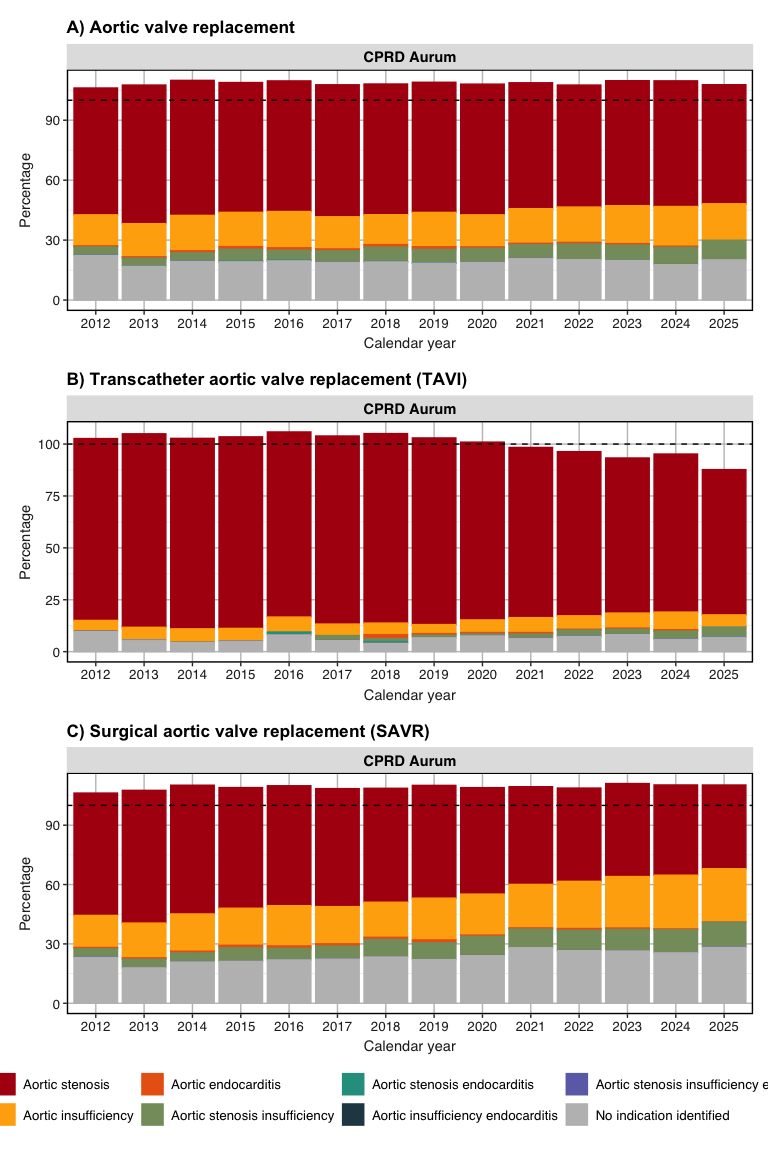 A) Aortic valve replacement
CPRD Aurum
90
60
30
0
Percentage
2012 2013 2014 2015 2016 2017 2018 2019 2020 2021 2022 2023 2024 2025
Calendar year
B) Transcatheter aortic valve replacement (TAVI)
CPRD Aurum
100
75
50
25
0
Percentage
2012 2013 2014 2015 2016 2017 2018 2019 2020 2021 2022 2023 2024 2025
Calendar year
C) Surgical aortic valve replacement (SAVR)
CPRD Aurum
90
60
30
0
Percentage
2012 2013 2014 2015 2016 2017 2018 2019 2020 2021 2022 2023 2024 2025
Calendar year
Aortic stenosis Aortic endocarditis Aortic stenosis endocarditis Aortic stenosis insufficiency e
Aortic insufficiency Aortic stenosis insufficiency Aortic insufficiency endocarditis No indication identified